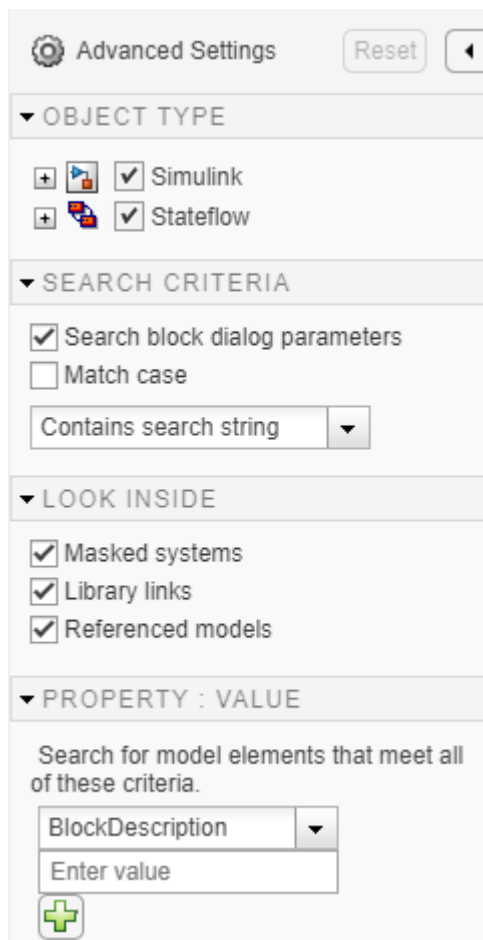 Advanced Settings Reset
OBJECT TYPE
Simulink
Stateflow
SEARCH CRITERIA
Search block dialog parameters
Match case
Contains search string
LOOK INSIDE
Masked systems
Library links
Referenced models
PROPERTY : VALUE
Search for model elements that meet all
of these criteria.
BlockDescription
Enter value